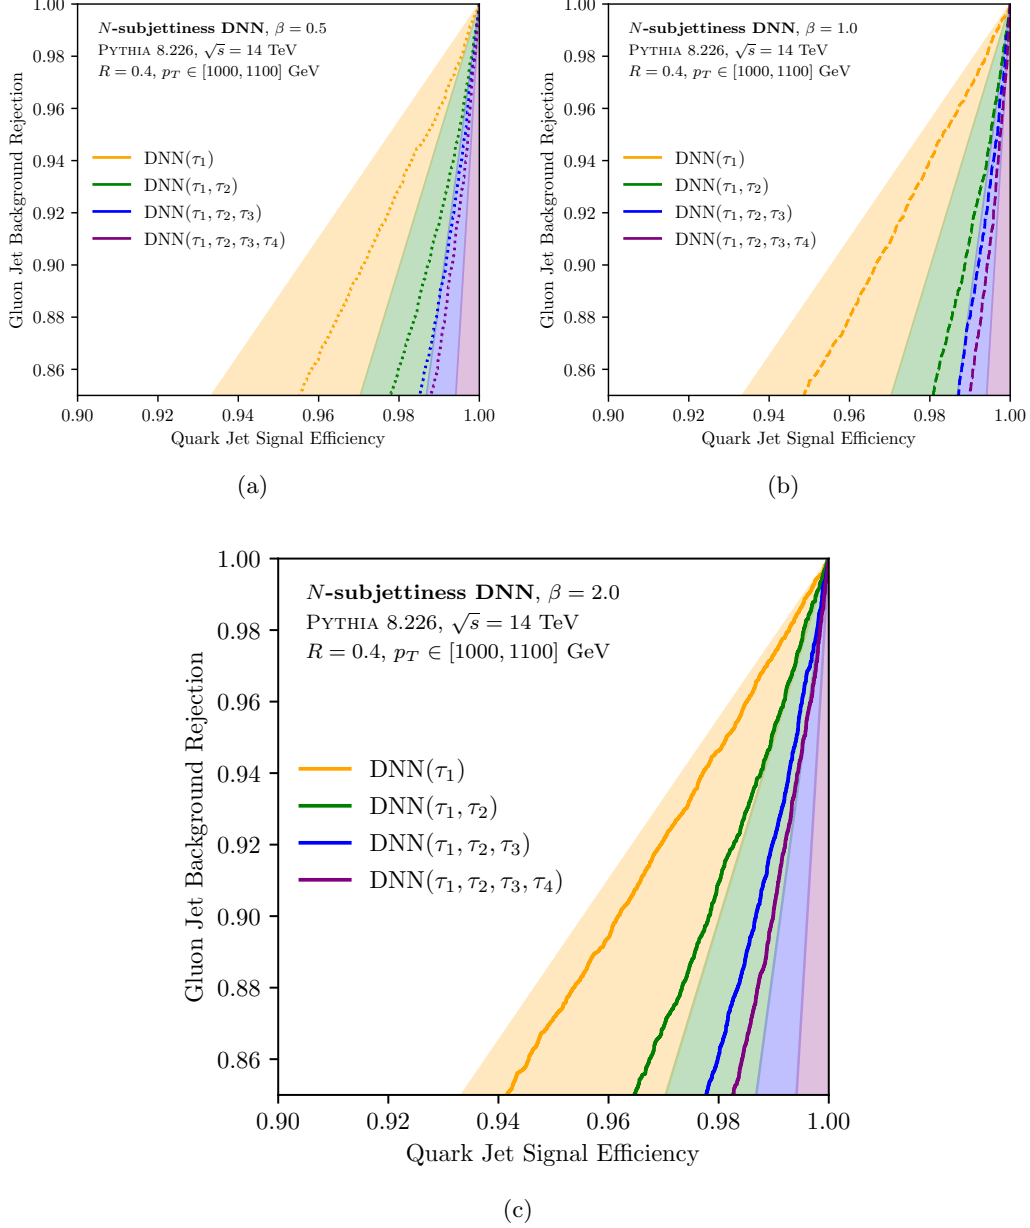 N-subjettiness DNN, β = 0.5
PYTHIA 8.226, √s = 14 TeV
R = 0.4, p_T ∈ [1000, 1100] GeV
DNN(τ₁)
DNN(τ₁, τ₂)
DNN(τ₁, τ₂, τ₃)
DNN(τ₁, τ₂, τ₃, τ₄)
Gluon Jet Background Rejection
1.00
0.98
0.96
0.94
0.92
0.90
0.88
0.86
0.90 0.92 0.94 0.96 0.98 1.00
Quark Jet Signal Efficiency
(a)
N-subjettiness DNN, β = 1.0
PYTHIA 8.226, √s = 14 TeV
R = 0.4, p_T ∈ [1000, 1100] GeV
DNN(τ₁)
DNN(τ₁, τ₂)
DNN(τ₁, τ₂, τ₃)
DNN(τ₁, τ₂, τ₃, τ₄)
Gluon Jet Background Rejection
1.00
0.98
0.96
0.94
0.92
0.90
0.88
0.86
0.90 0.92 0.94 0.96 0.98 1.00
Quark Jet Signal Efficiency
(b)
N-subjettiness DNN, β = 2.0
PYTHIA 8.226, √s = 14 TeV
R = 0.4, p_T ∈ [1000, 1100] GeV
DNN(τ₁)
DNN(τ₁, τ₂)
DNN(τ₁, τ₂, τ₃)
DNN(τ₁, τ₂, τ₃, τ₄)
Gluon Jet Background Rejection
1.00
0.98
0.96
0.94
0.92
0.90
0.88
0.86
0.90 0.92 0.94 0.96 0.98 1.00
Quark Jet Signal Efficiency
(c)